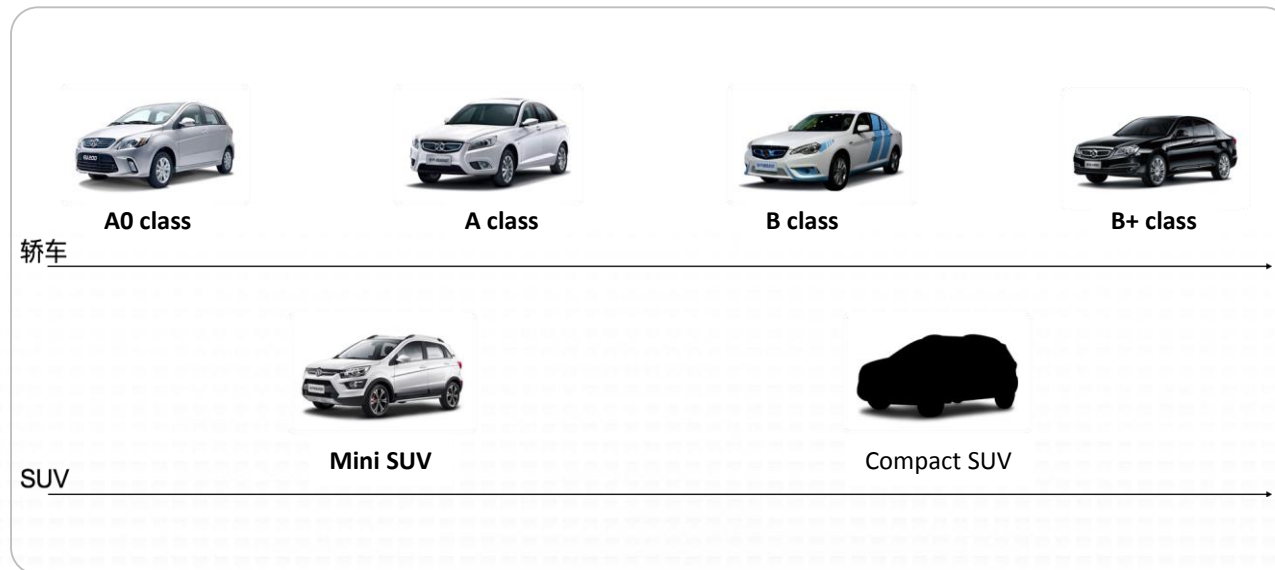 A0 class
A class
B class
B+ class
轿车
Mini SUV
Compact SUV
SUV